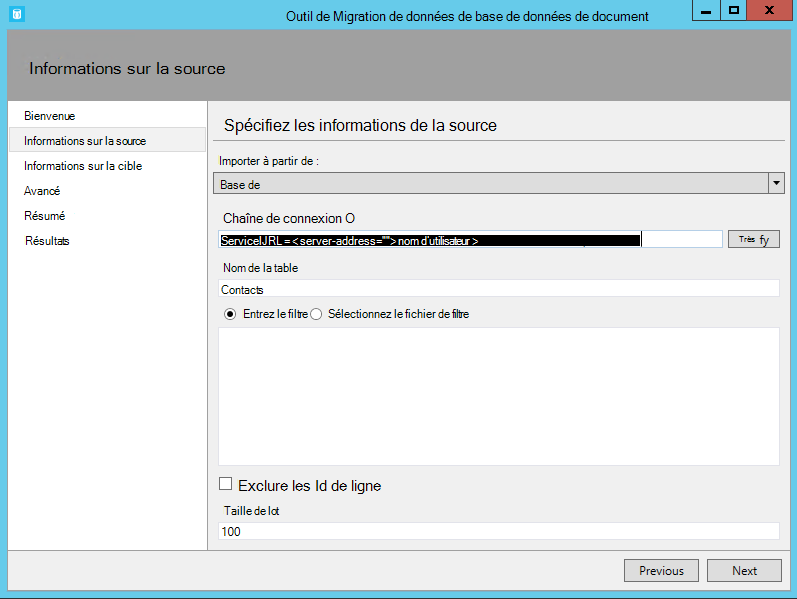 Outil de Migration de données de base de données de document
Informations sur la source
Bienvenue
Informations sur la source
Informations sur la cible
Avancé
Résumé
Résultats
Spécifiez les informations de la source
Importer à partir de :
Base de
Chaîne de connexion O
ServiceIJRL = <server-address=""> nom d'utilisateur >
Très fy
Nom de la table
Contacts
Entrez le filtre Sélectionnez le fichier de filtre
Exclure les Id de ligne
Taille de lot
100
Previous Next